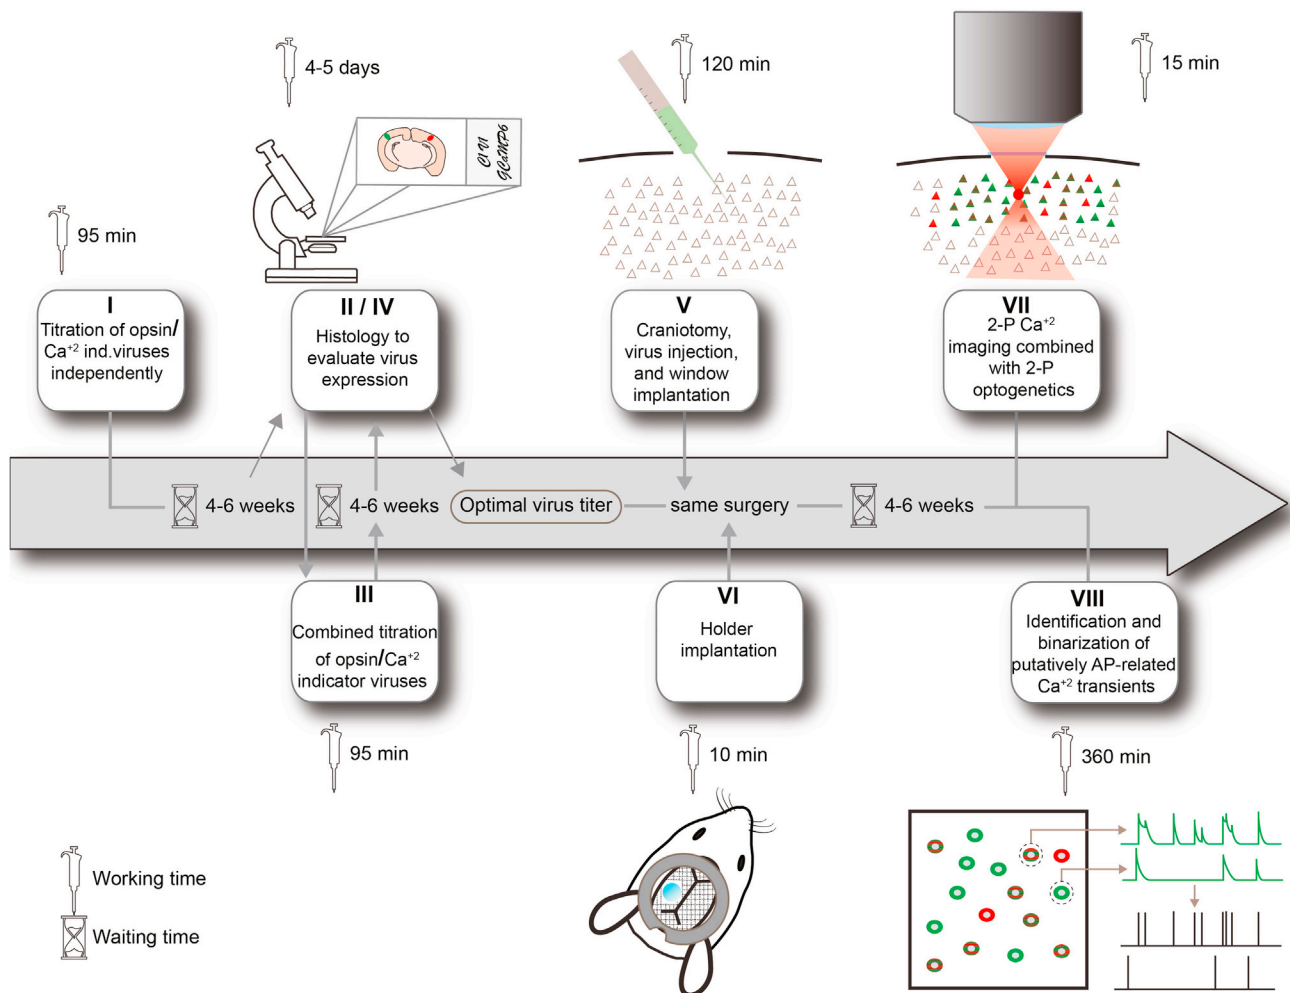 4-5 days
120 min
15 min
C1V1
GCaMP6
95 min
I
Titration of opsin/
Ca+2 ind.viruses
independently
II / IV
Histology to
evaluate virus
expression
V
Craniotomy,
virus injection,
and window
implantation
VII
2-P Ca+2
imaging combined
with 2-P
optogenetics
4-6 weeks
4-6 weeks
Optimal virus titer
same surgery
4-6 weeks
III
Combined titration
of opsin/Ca+2
indicator viruses
VI
Holder
implantation
VIII
Identification and
binarization of
putatively AP-related
Ca+2 transients
95 min
10 min
360 min
Working time
Waiting time